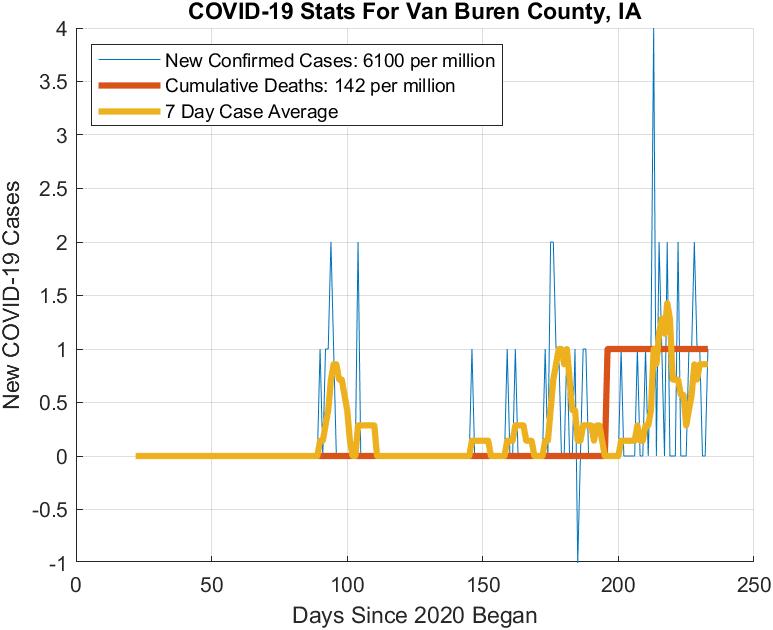 COVID-19 Stats For Van Buren County, IA
New Confirmed Cases: 6100 per million
Cumulative Deaths: 142 per million
7 Day Case Average
4
3.5
3
2.5
2
1.5
1
0.5
0
-0.5
-1
New COVID-19 Cases
0 50 100 150 200 250
Days Since 2020 Began